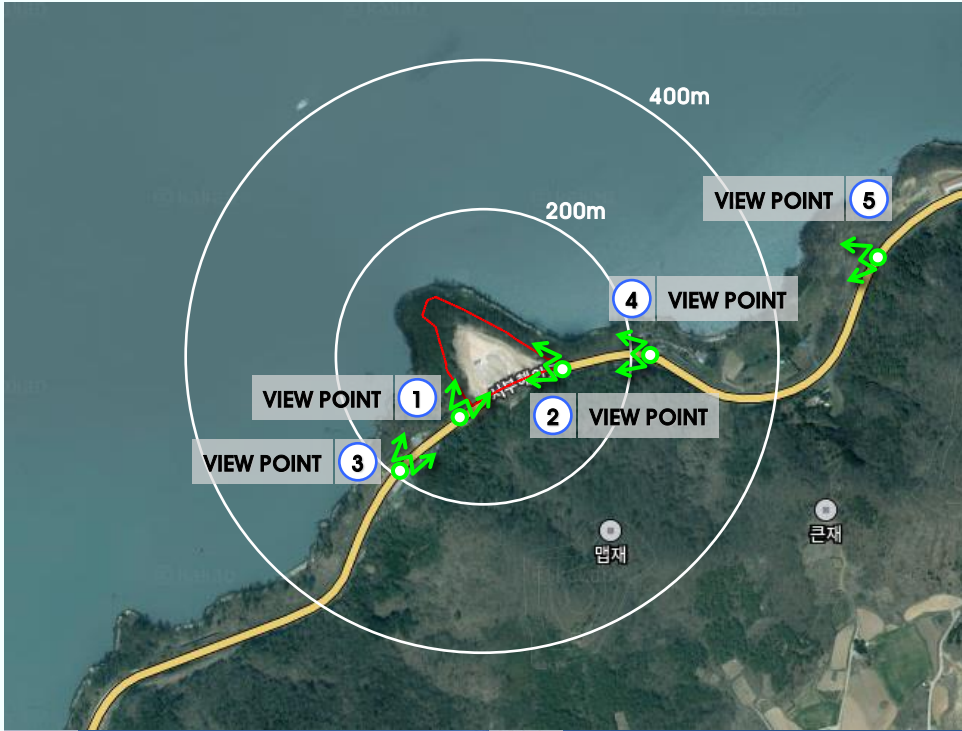 400m
200m
VIEW POINT 5
4 VIEW POINT
VIEW POINT 1
2 VIEW POINT
VIEW POINT 3
맵재
큰재